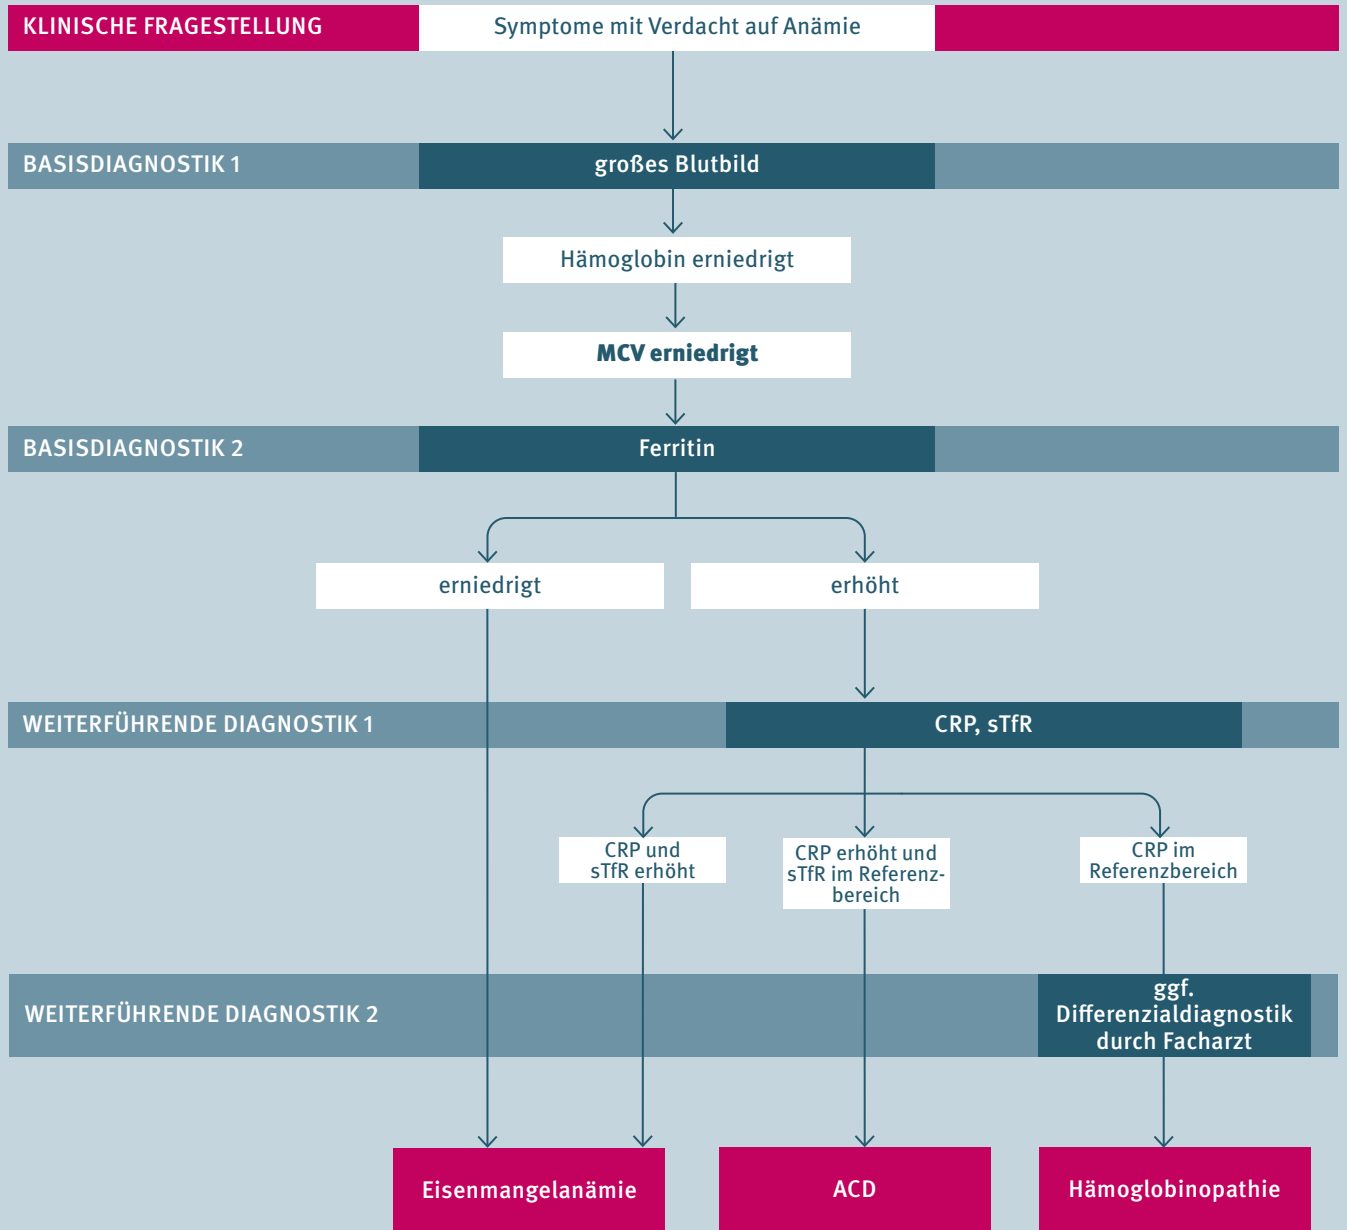 KLINISCHE FRAGESTELLUNG
Symptome mit Verdacht auf Anämie
BASISDIAGNOSTIK 1
großes Blutbild
Hämoglobin erniedrigt
MCV erniedrigt
BASISDIAGNOSTIK 2
Ferritin
erniedrigt
erhöht
WEITERFÜHRENDE DIAGNOSTIK 1
CRP, sTfR
CRP und
sTfR erhöht
CRP erhöht und
sTfR im Referenz-
bereich
CRP im
Referenzbereich
WEITERFÜHRENDE DIAGNOSTIK 2
ggf.
Differenzialdiagnostik
durch Facharzt
Eisenmangelanämie
ACD
Hämoglobinopathie